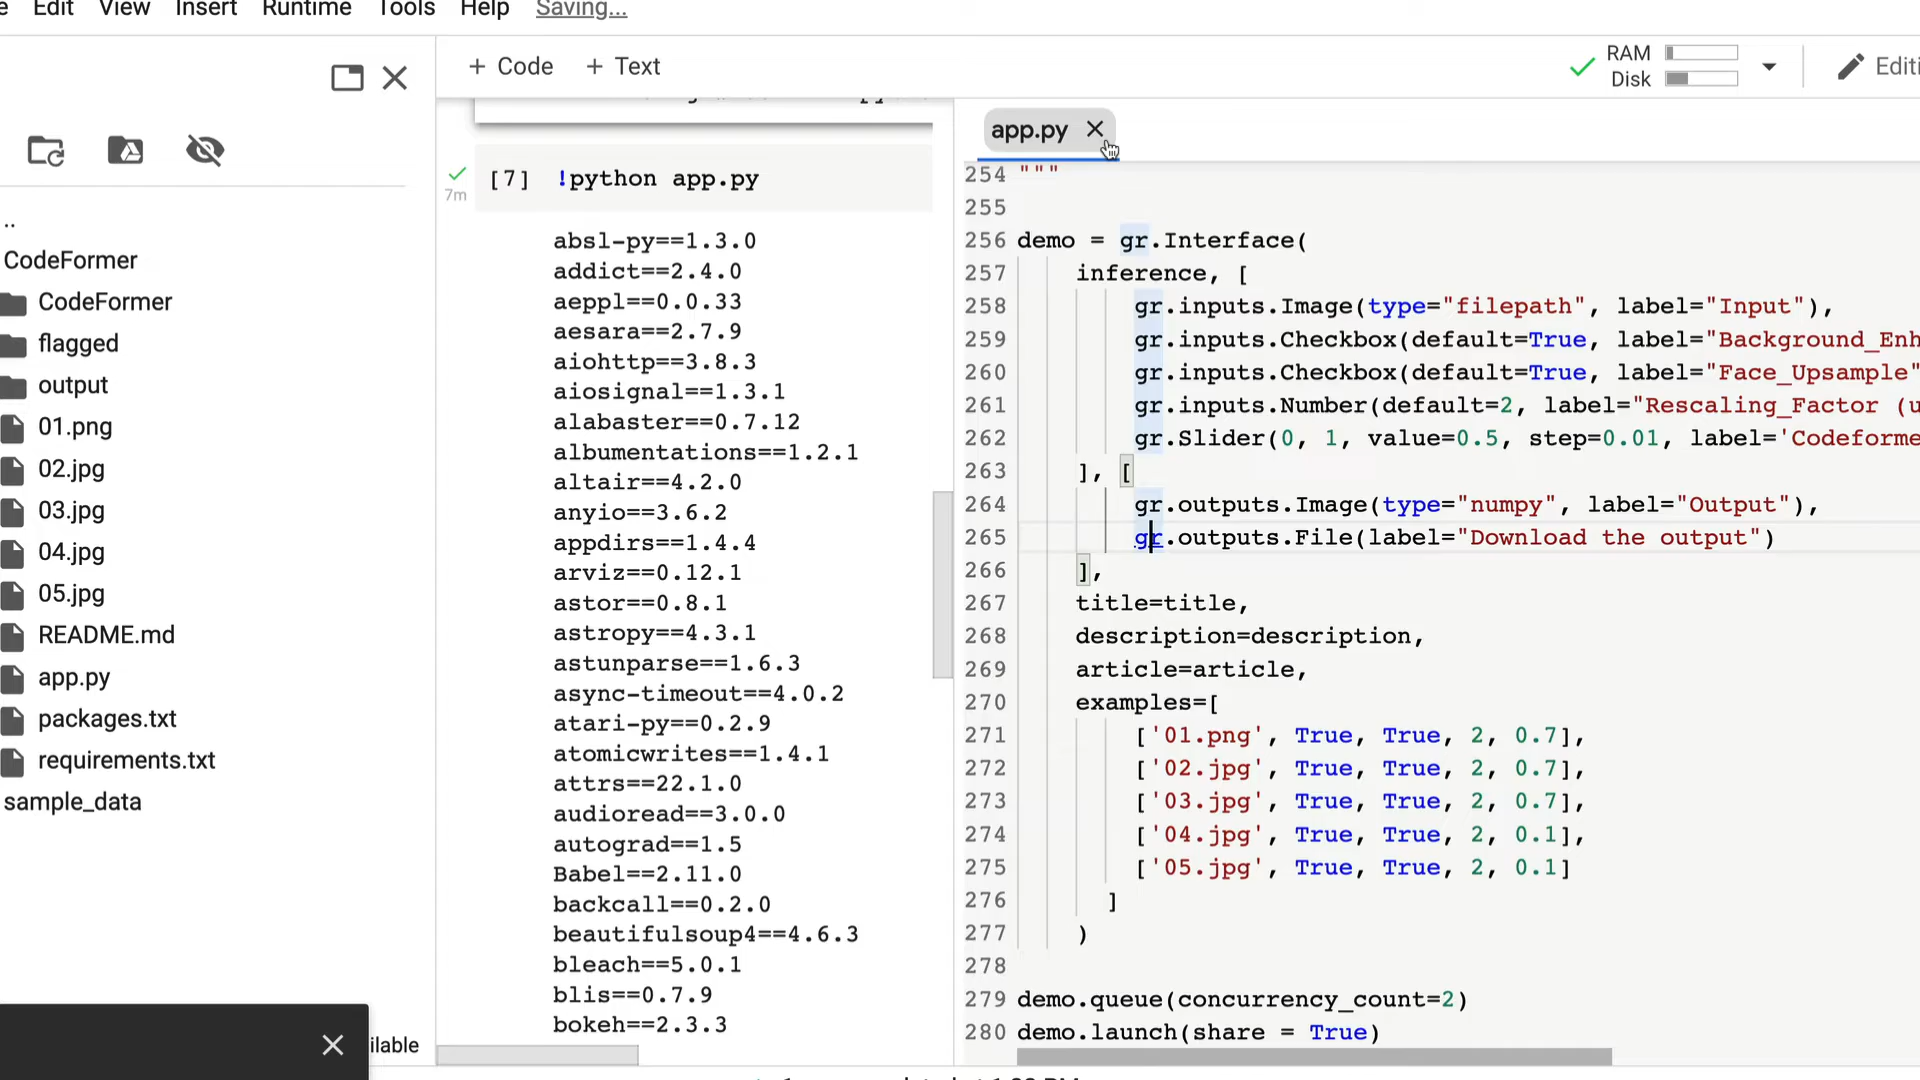 Edit View Insert Runtime Tools Help Saving...
+ Code + Text
RAM
Disk
..
CodeFormer
CodeFormer
flagged
output
01.png
02.jpg
03.jpg
04.jpg
05.jpg
README.md
app.py
packages.txt
requirements.txt
sample_data
7m
[7] !python app.py
absl-py==1.3.0
addict==2.4.0
aeppl==0.0.33
aesara==2.7.9
aiohttp==3.8.3
aiosignal==1.3.1
alabaster==0.7.12
albumentations==1.2.1
altair==4.2.0
anyio==3.6.2
appdirs==1.4.4
arviz==0.12.1
astor==0.8.1
astropy==4.3.1
astunparse==1.6.3
async-timeout==4.0.2
atari-py==0.2.9
atomicwrites==1.4.1
attrs==22.1.0
audioread==3.0.0
autograd==1.5
Babel==2.11.0
backcall==0.2.0
beautifulsoup4==4.6.3
bleach==5.0.1
blis==0.7.9
bokeh==2.3.3
app.py
254 """
255
256 demo = gr.Interface(
257 inference, [
258 gr.inputs.Image(type="filepath", label="Input"),
259 gr.inputs.Checkbox(default=True, label="Background_Enh
260 gr.inputs.Checkbox(default=True, label="Face_Upsample"
261 gr.inputs.Number(default=2, label="Rescaling_Factor (u
262 gr.Slider(0, 1, value=0.5, step=0.01, label='Codeforme
263 ], [
264 gr.outputs.Image(type="numpy", label="Output"),
265 gr.outputs.File(label="Download the output")
266 ],
267 title=title,
268 description=description,
269 article=article,
270 examples=[
271 ['01.png', True, True, 2, 0.7],
272 ['02.jpg', True, True, 2, 0.7],
273 ['03.jpg', True, True, 2, 0.7],
274 ['04.jpg', True, True, 2, 0.1],
275 ['05.jpg', True, True, 2, 0.1]
276 ]
277 )
278
279 demo.queue(concurrency_count=2)
280 demo.launch(share = True)